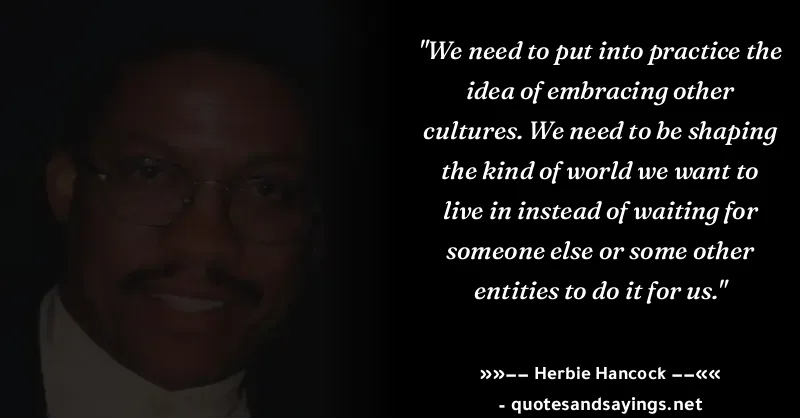 "We need to put into practice the
idea of embracing other
cultures. We need to be shaping
the kind of world we want to
live in instead of waiting for
someone else or some other
entities to do it for us."
»»−− Herbie Hancock −−««
- quotesandsayings.net